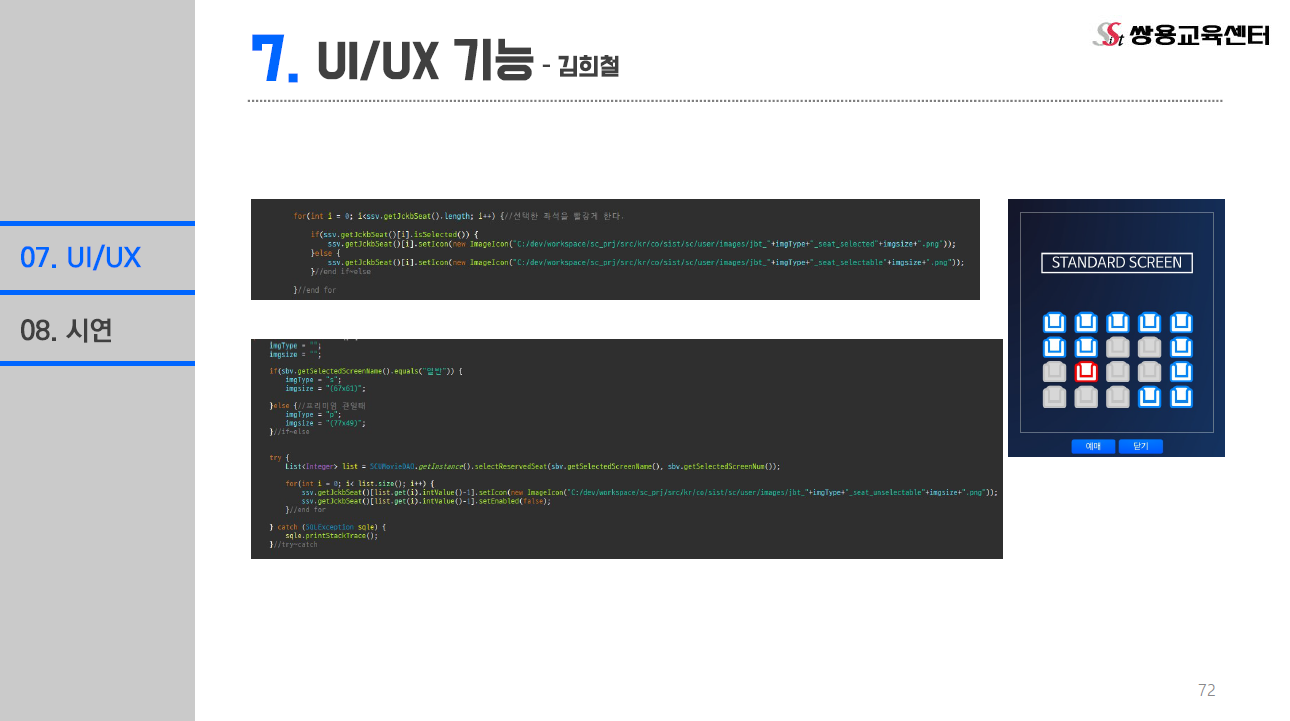 7. UI/UX 기능 - 김희철
쌍용교육센터
07. UI/UX
08. 시연
for(int i = 0; i<ssv.getJckbSeat().length; i++) {//선택한 좌석을 빨갛게 한다.
if(ssv.getJckbSeat()[i].isSelected()) {
ssv.getJckbSeat()[i].setIcon(new ImageIcon("C:/dev/workspace/sc_prj/src/kr/co/sist/sc/user/images/jbt_"+imgType+"_seat_selected"+imgsize+".png"));
}else {
ssv.getJckbSeat()[i].setIcon(new ImageIcon("C:/dev/workspace/sc_prj/src/kr/co/sist/sc/user/images/jbt_"+imgType+"_seat_selectable"+imgsize+".png"));
}//end if~else
}//end for
imgType = "";
imgsize = "";
if(sbv.getSelectedScreenName().equals("일반")) {
imgType = "s";
imgsize = "(67x61)";
}else {//프리미엄 관일때
imgType = "p";
imgsize = "(77x49)";
}//if~else
try {
List<Integer> list = SCUMovieDAO.getInstance().selectReservedSeat(sbv.getSelectedScreenName(), sbv.getSelectedScreenNum());
for(int i = 0; i< list.size(); i++) {
ssv.getJckbSeat()[list.get(i).intValue()-1].setIcon(new ImageIcon("C:/dev/workspace/sc_prj/src/kr/co/sist/sc/user/images/jbt_"+imgType+"_seat_unselectable"+imgsize+".png"));
ssv.getJckbSeat()[list.get(i).intValue()-1].setEnabled(false);
}//end for
} catch (SQLException sqle) {
sqle.printStackTrace();
}//try~catch
STANDARD SCREEN
예매
닫기
72